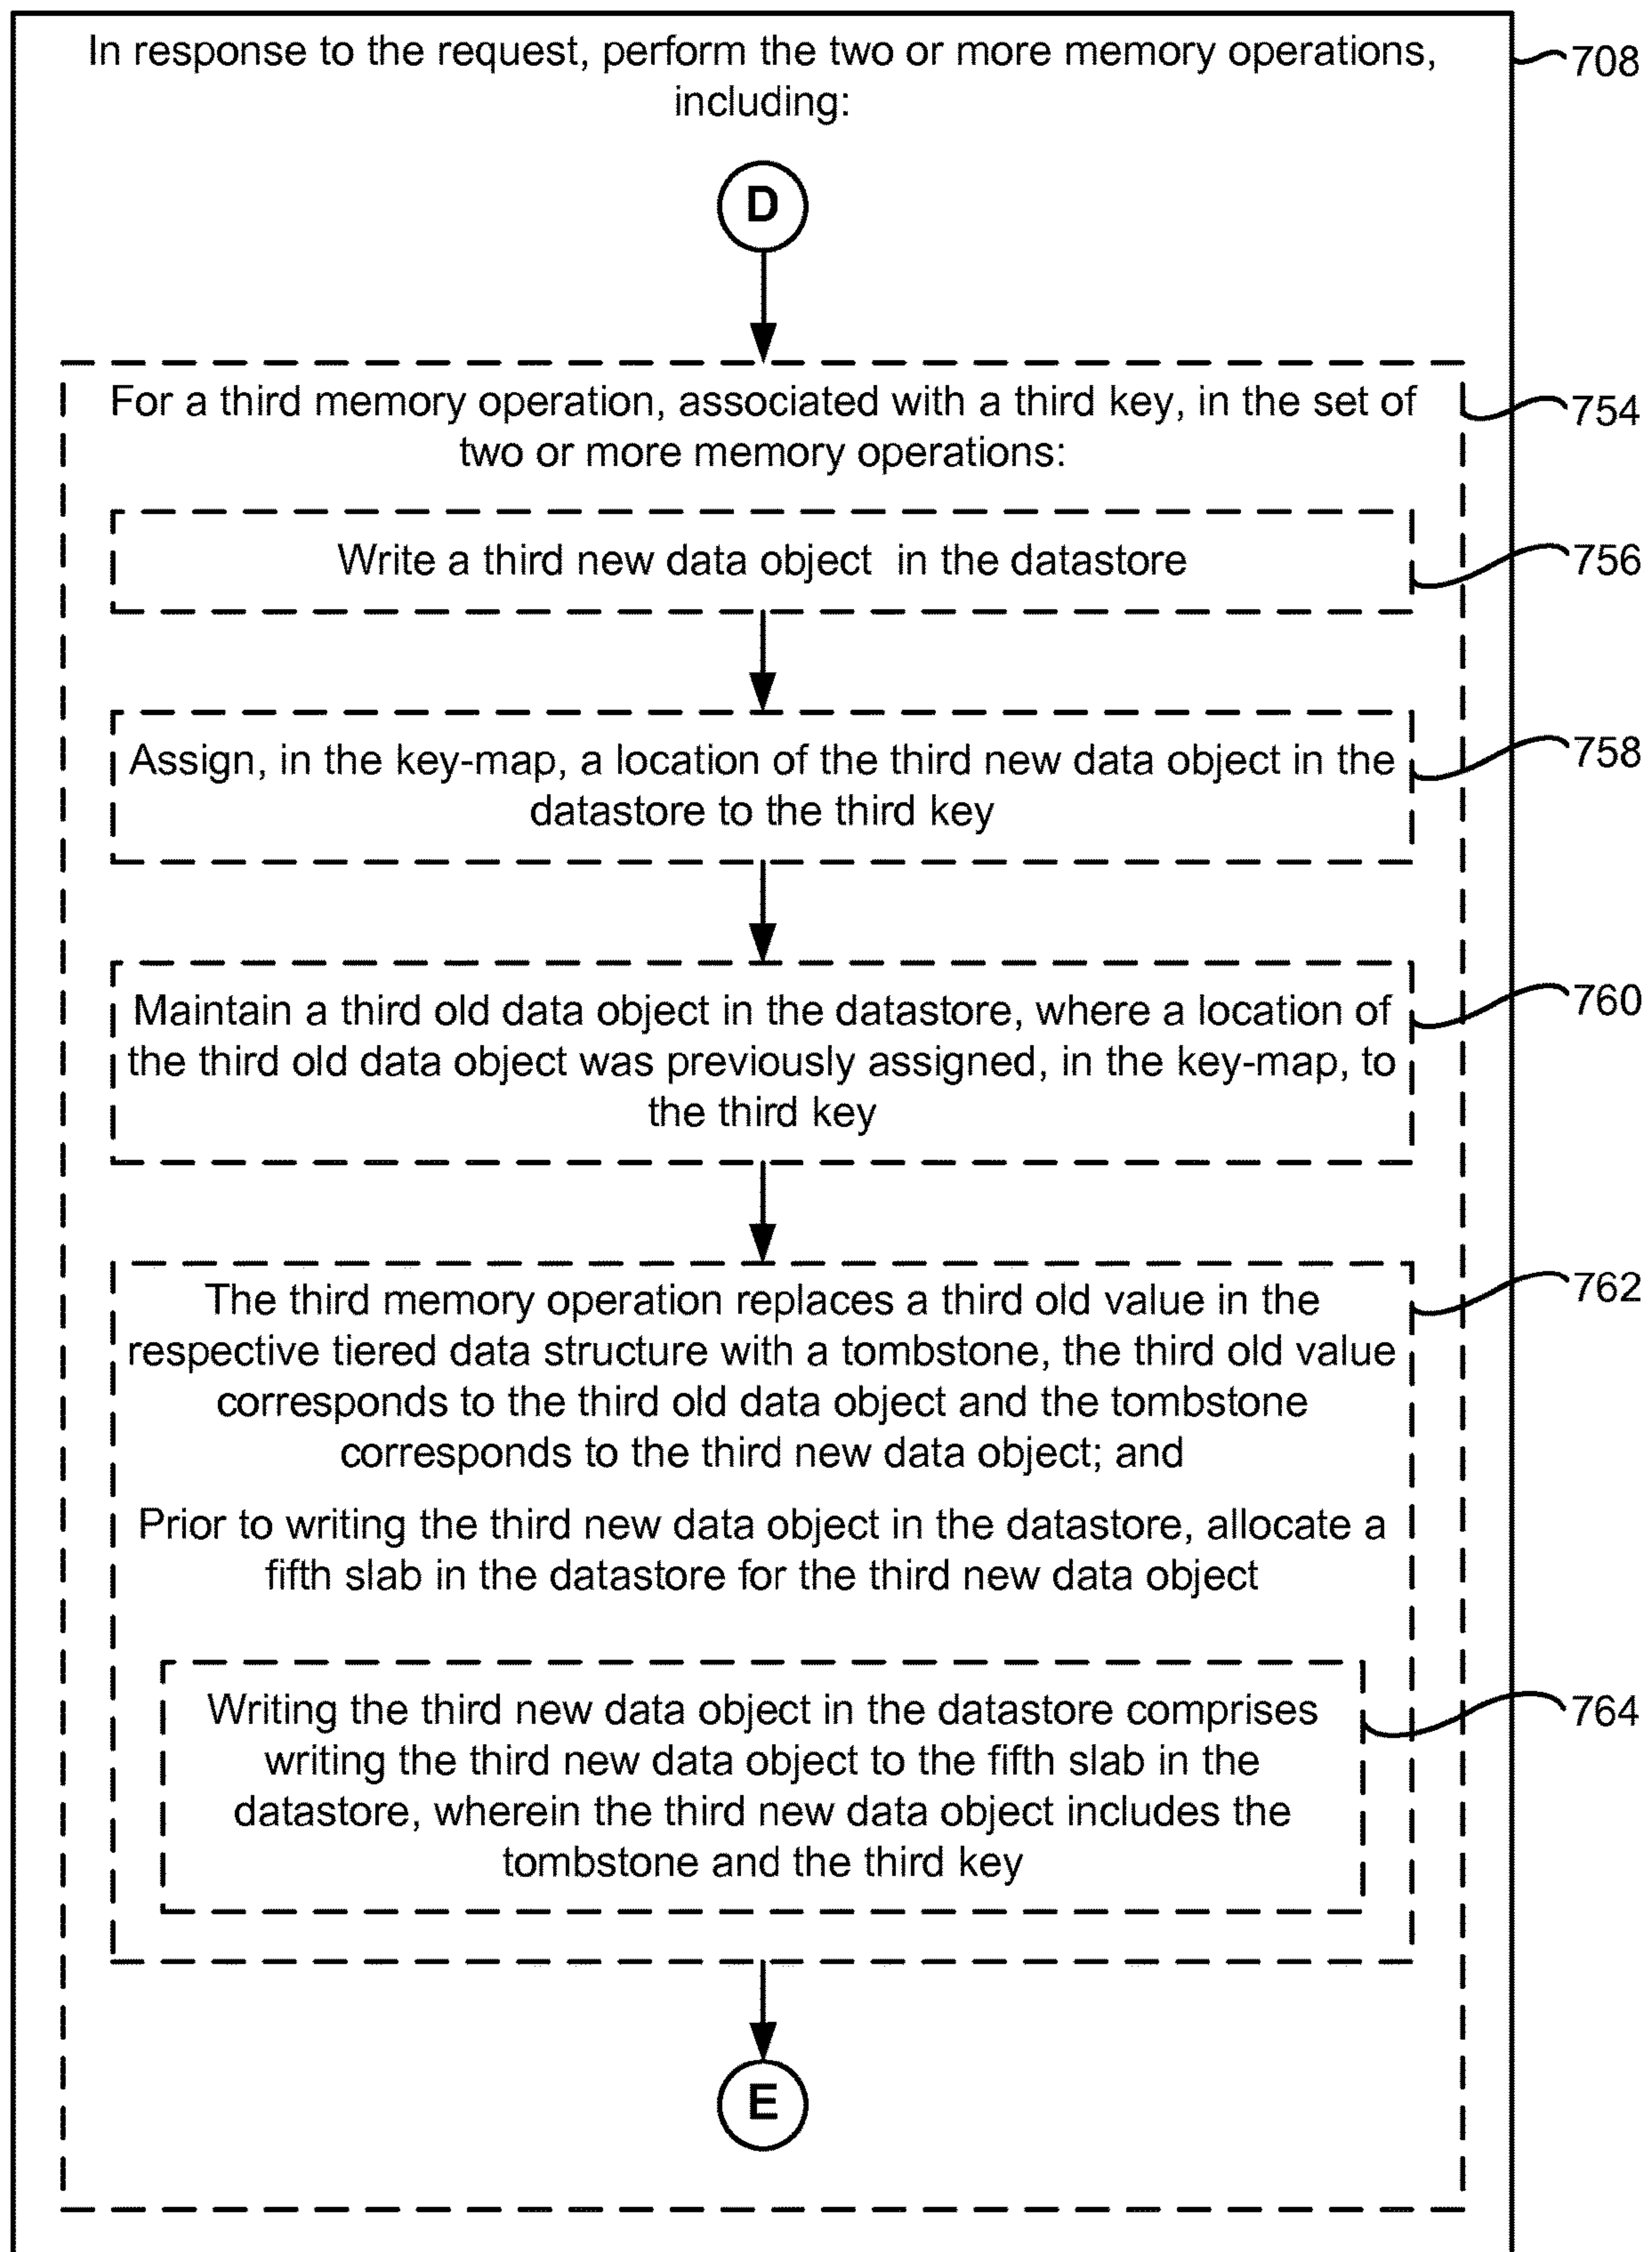 In response to the request, perform the two or more memory operations,
including:
708
D
For a third memory operation, associated with a third key, in the set of
two or more memory operations:
754
Write a third new data object in the datastore
756
Assign, in the key-map, a location of the third new data object in the
datastore to the third key
758
Maintain a third old data object in the datastore, where a location of
the third old data object was previously assigned, in the key-map, to
the third key
760
The third memory operation replaces a third old value in the
respective tiered data structure with a tombstone, the third old value
corresponds to the third old data object and the tombstone
corresponds to the third new data object; and
762
Prior to writing the third new data object in the datastore, allocate a
fifth slab in the datastore for the third new data object
Writing the third new data object in the datastore comprises
writing the third new data object to the fifth slab in the
datastore, wherein the third new data object includes the
tombstone and the third key
764
E